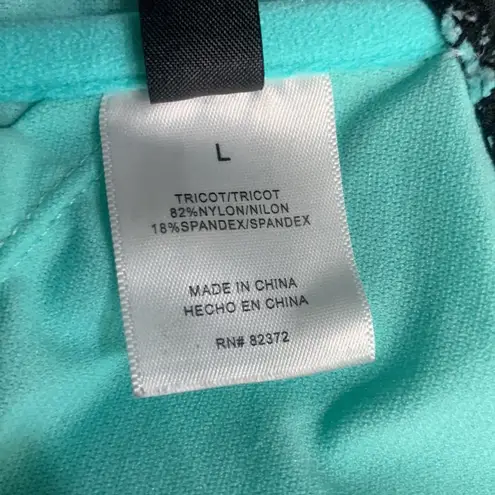 L
TRICOT/TRICOT
82%NYLON/NILON
18%SPANDEX/SPANDEX
MADE IN CHINA
HECHO EN CHINA
RN# 82372